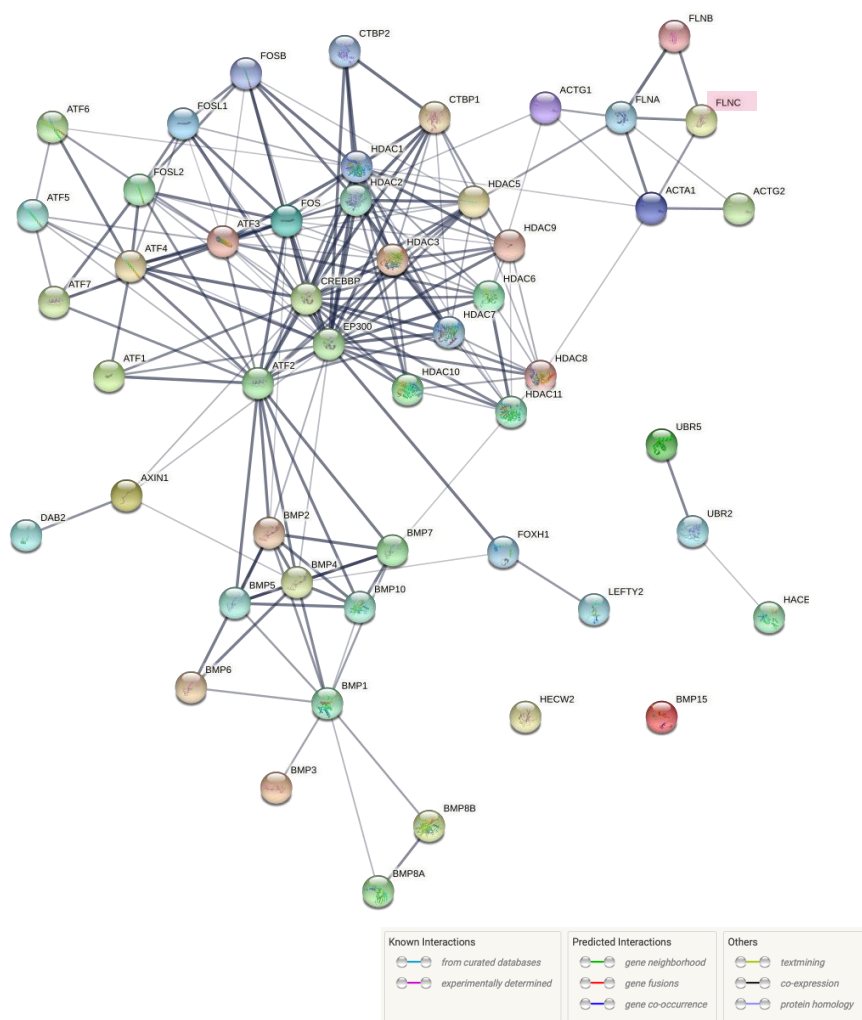 FLNB
CTBP2
FOSB
ACTG1
FLNA
FLNC
CTBP1
ATF6
FOSL1
HDAC1
FOSL2
HDAC2
HDAC5
ACTA1
ACTG2
ATF5
FOS
ATF3
HDAC9
ATF4
HDAC3
CREBBP
HDAC6
ATF7
EP300
HDAC7
ATF1
ATF2
HDAC8
HDAC10
HDAC11
UBR5
AXIN1
UBR2
DAB2
BMP2
BMP7
FOXH1
BMP4
BMP5
BMP10
LEFTY2
HACE
BMP6
BMP1
HECW2
BMP15
BMP3
BMP8B
BMP8A
Known Interactions
from curated databases
experimentally determined
Predicted Interactions
gene neighborhood
gene fusions
gene co-occurrence
Others
textmining
co-expression
protein homology